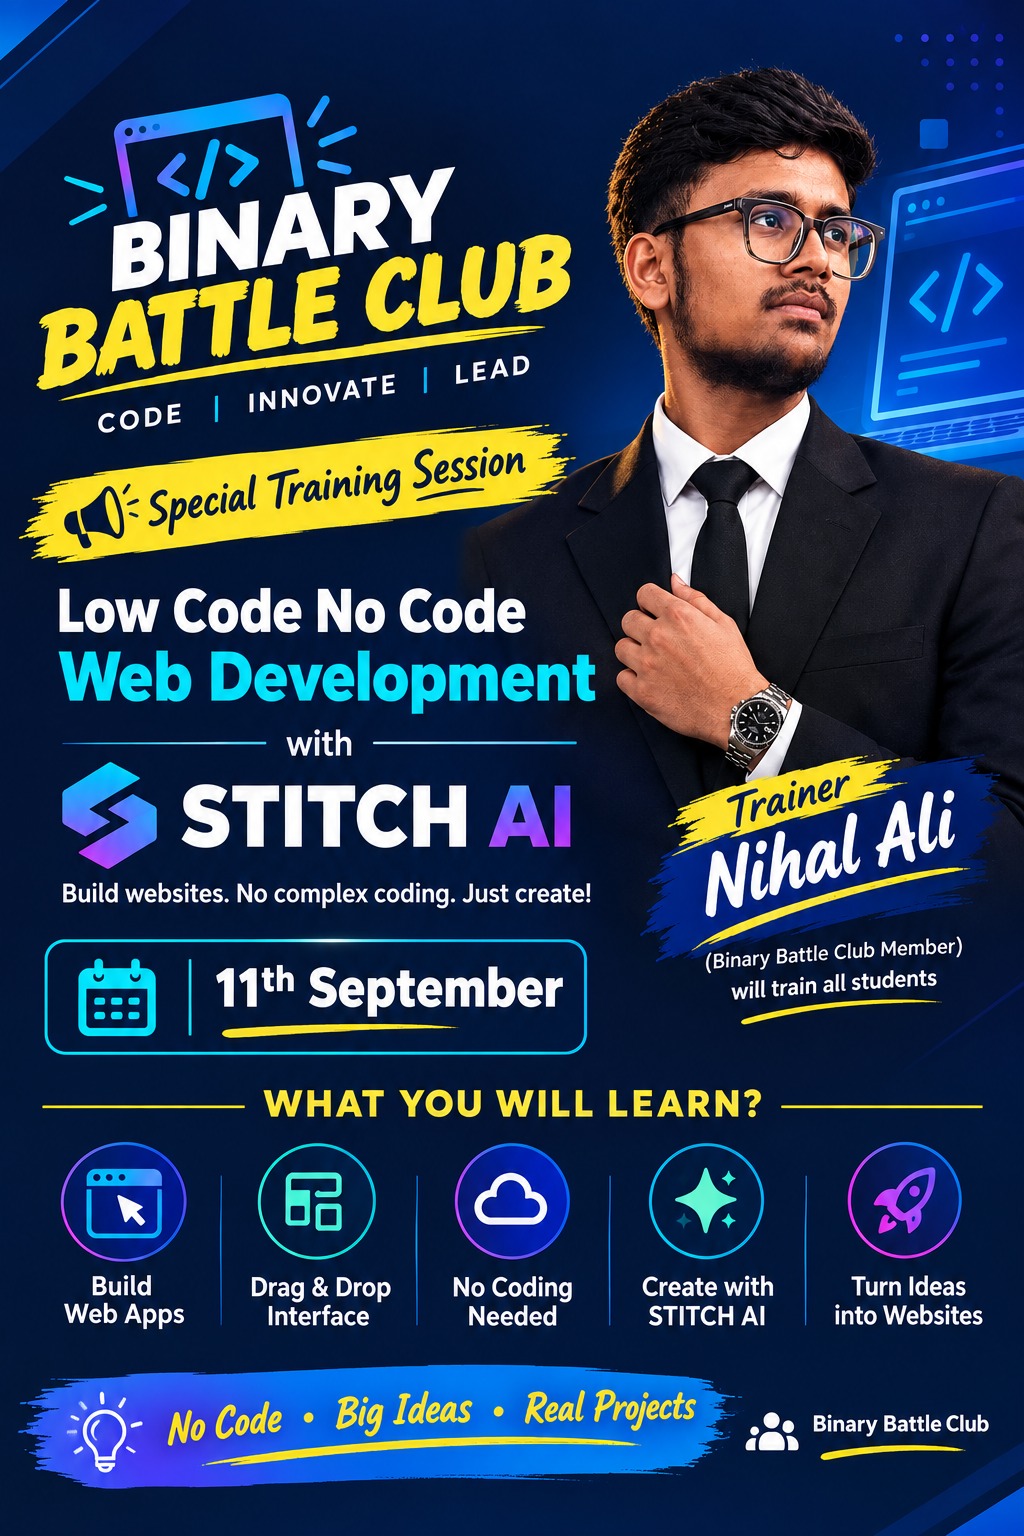 </>
BINARY
BATTLE CLUB
CODE | INNOVATE | LEAD
Special Training Session
Low Code No Code
Web Development
with
STITCH AI
Build websites. No complex coding. Just create!
11th September
</>
Trainer
Nihal Ali
(Binary Battle Club Member)
will train all students
WHAT YOU WILL LEARN?
Build
Web Apps
Drag & Drop
Interface
No Coding
Needed
Create with
STITCH AI
Turn Ideas
into Websites
No Code • Big Ideas • Real Projects
Binary Battle Club